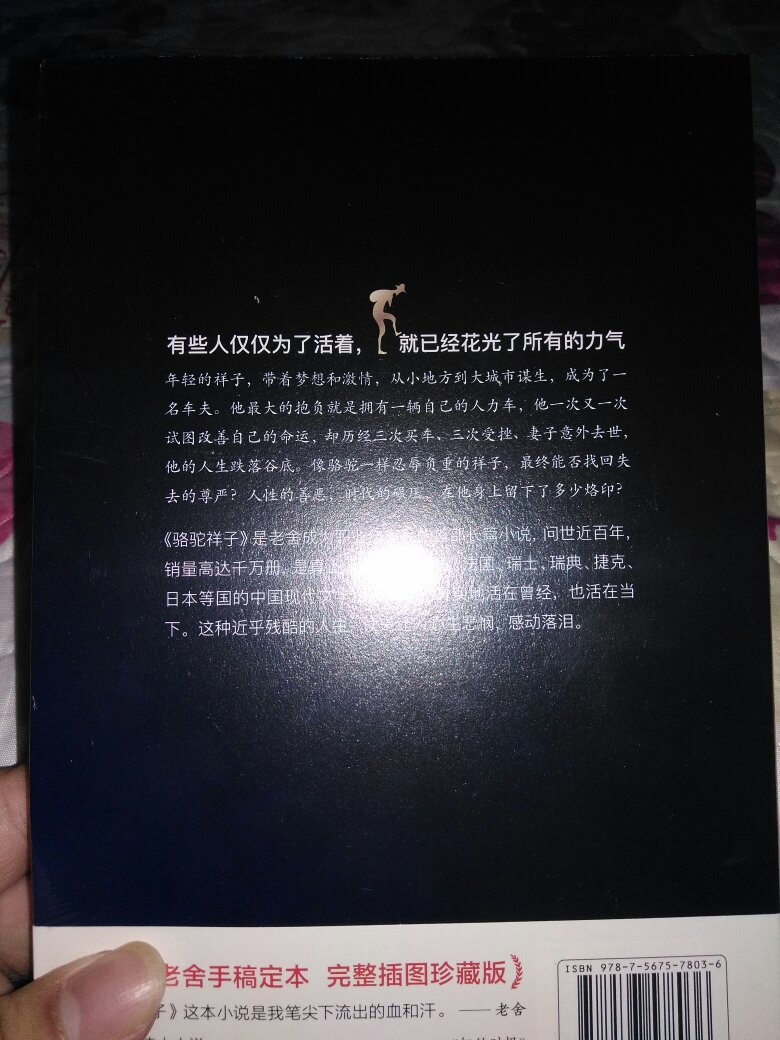 有些人仅仅为了活着，就已经花光了所有的力气
年轻的祥子，带着梦想和激情，从小地方到大城市谋生，成为了一
名车夫。他最大的抱负就是拥有一辆自己的人力车，他一次又一次
试图改善自己的命运，却历经三次买车、三次受挫、妻子意外去世，
他的人生跌落谷底。像骆驼一样忍辱负重的祥子，最终能否找回失
去的尊严？人性的善恶，时代的碾压，在他身上留下了多少烙印？
《骆驼祥子》是老舍成为 长篇小说，问世近百年，
销量高达千万册，是 法国、瑞士、瑞典、捷克、
日本等国的中国现代文学 地活在曾经，也活在当
下。这种近乎残酷的人生， 生悲悯，感动落泪。
老舍手稿定本 完整插图珍藏版
子》这本小说是我笔尖下流出的血和汗。——老舍
ISBN 978-7-5675-7803-6